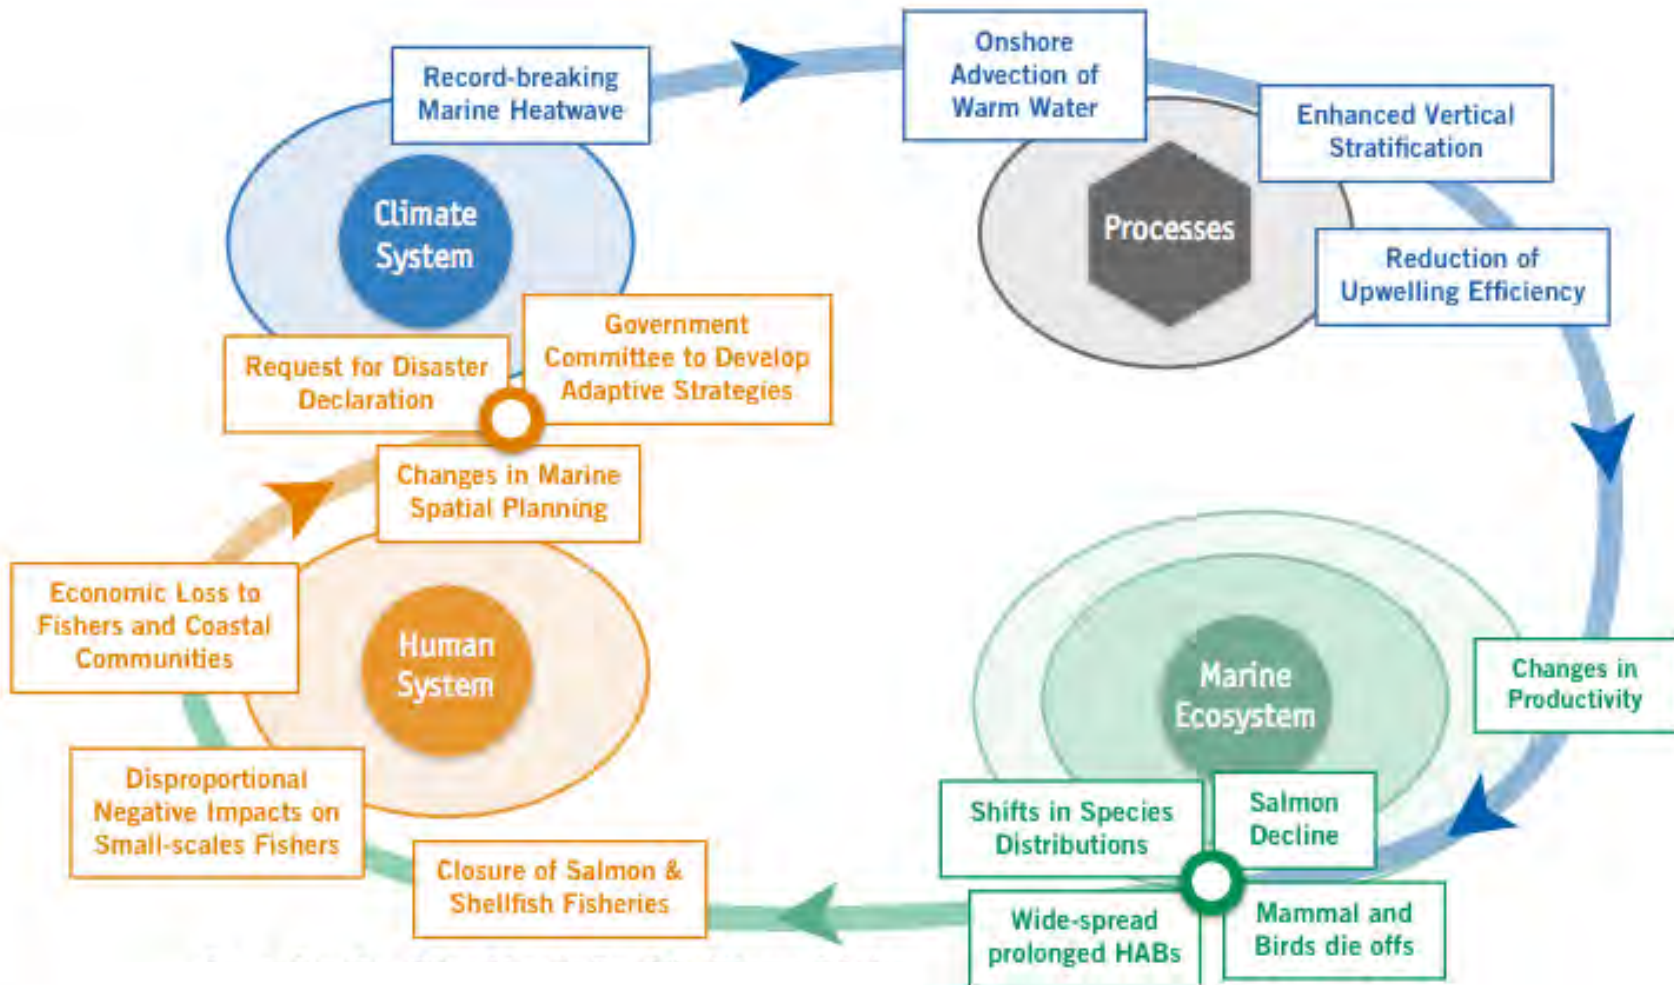 Record-breaking
Marine Heatwave
Onshore
Advection of
Warm Water
Enhanced Vertical
Stratification
Reduction of
Upwelling Efficiency
Climate
System
Processes
Government
Committee to Develop
Adaptive Strategies
Request for Disaster
Declaration
Changes in Marine
Spatial Planning
Economic Loss to
Fishers and Coastal
Communities
Human
System
Marine
Ecosystem
Changes in
Productivity
Disproportional
Negative Impacts on
Small-scales Fishers
Shifts in Species
Distributions
Salmon
Decline
Closure of Salmon &
Shellfish Fisheries
Wide-spread
prolonged HABs
Mammal and
Birds die offs